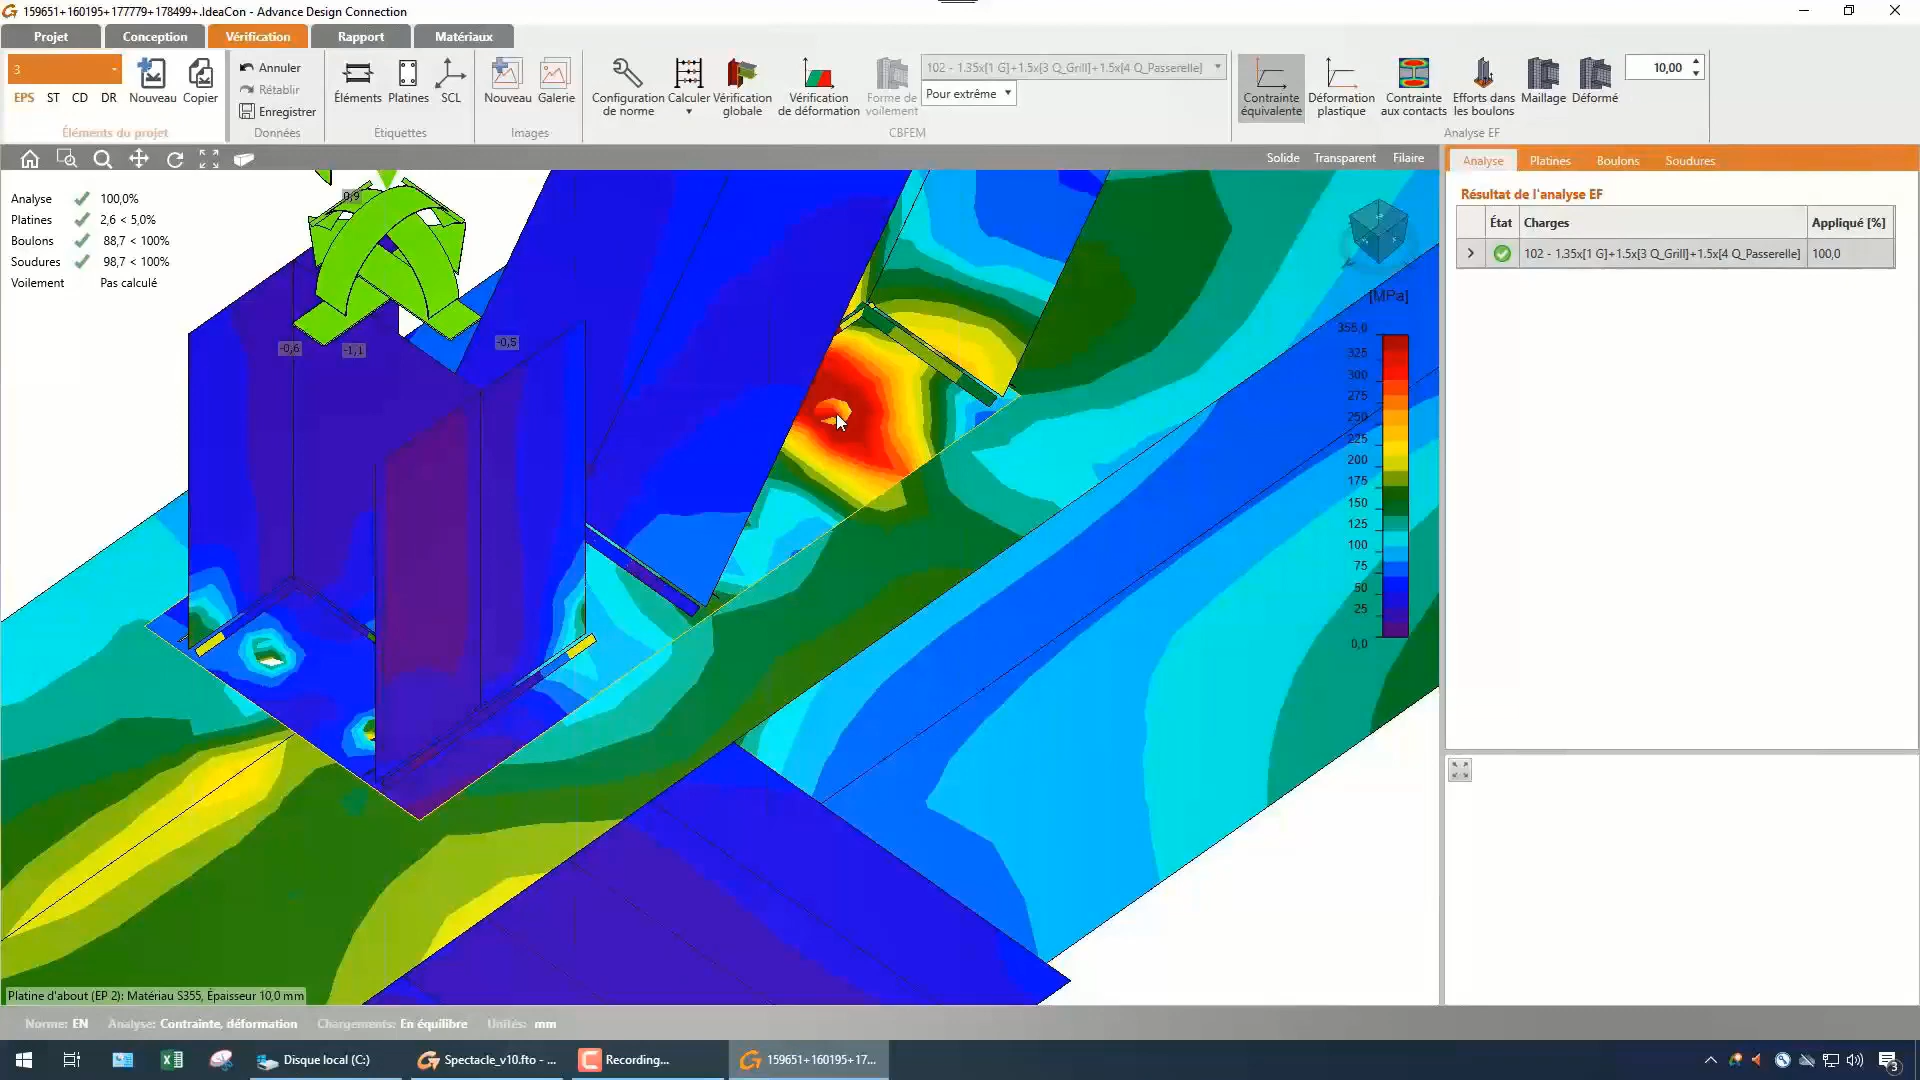 159651+160195+177779+178499+.IdeaCon - Advance Design Connection
Projet Conception Vérification Rapport Matériaux
3
EPS ST CD DR
Nouveau Copier
Éléments du projet
Annuler
Rétablir
Enregistrer
Données
Éléments Platines SCL
Etiquettes
Nouveau Galerie
Images
Configuration de norme
Calculer
Vérification globale
Vérification de déformation
Forme de voilement
102 - 1.35x[1 G]+1.5x[3 Q_Grill]+1.5x[4 Q_Passerelle]
Pour extrême
CBFEM
Contrainte équivalente
Déformation plastique
Contrainte aux contacts
Efforts dans les boulons
Maillage
Déformé
10,00
Analyse EF
Solide Transparent Filaire
Analyse 100,0%
Platines 2,6 < 5,0%
Boulons 88,7 < 100%
Soudures 98,7 < 100%
Voilement Pas calculé
0,9
-0,6
-1,1
-0,5
[MPa]
355,0
325
300
275
250
225
200
175
150
125
100
75
50
25
0,0
Analyse Platines Boulons Soudures
Résultat de l'analyse EF
État Charges Appliqué [%]
102 - 1.35x[1 G]+1.5x[3 Q_Grill]+1.5x[4 Q_Passerelle] 100,0
Platine d'about (EP 2): Matériau S355, Épaisseur 10,0 mm
Norme: EN Analyse: Contrainte, déformation Chargements: En équilibre Unités: mm
Disque local (C:)
Spectacle_v10.fto - ...
Recording...
159651+160195+17...
3